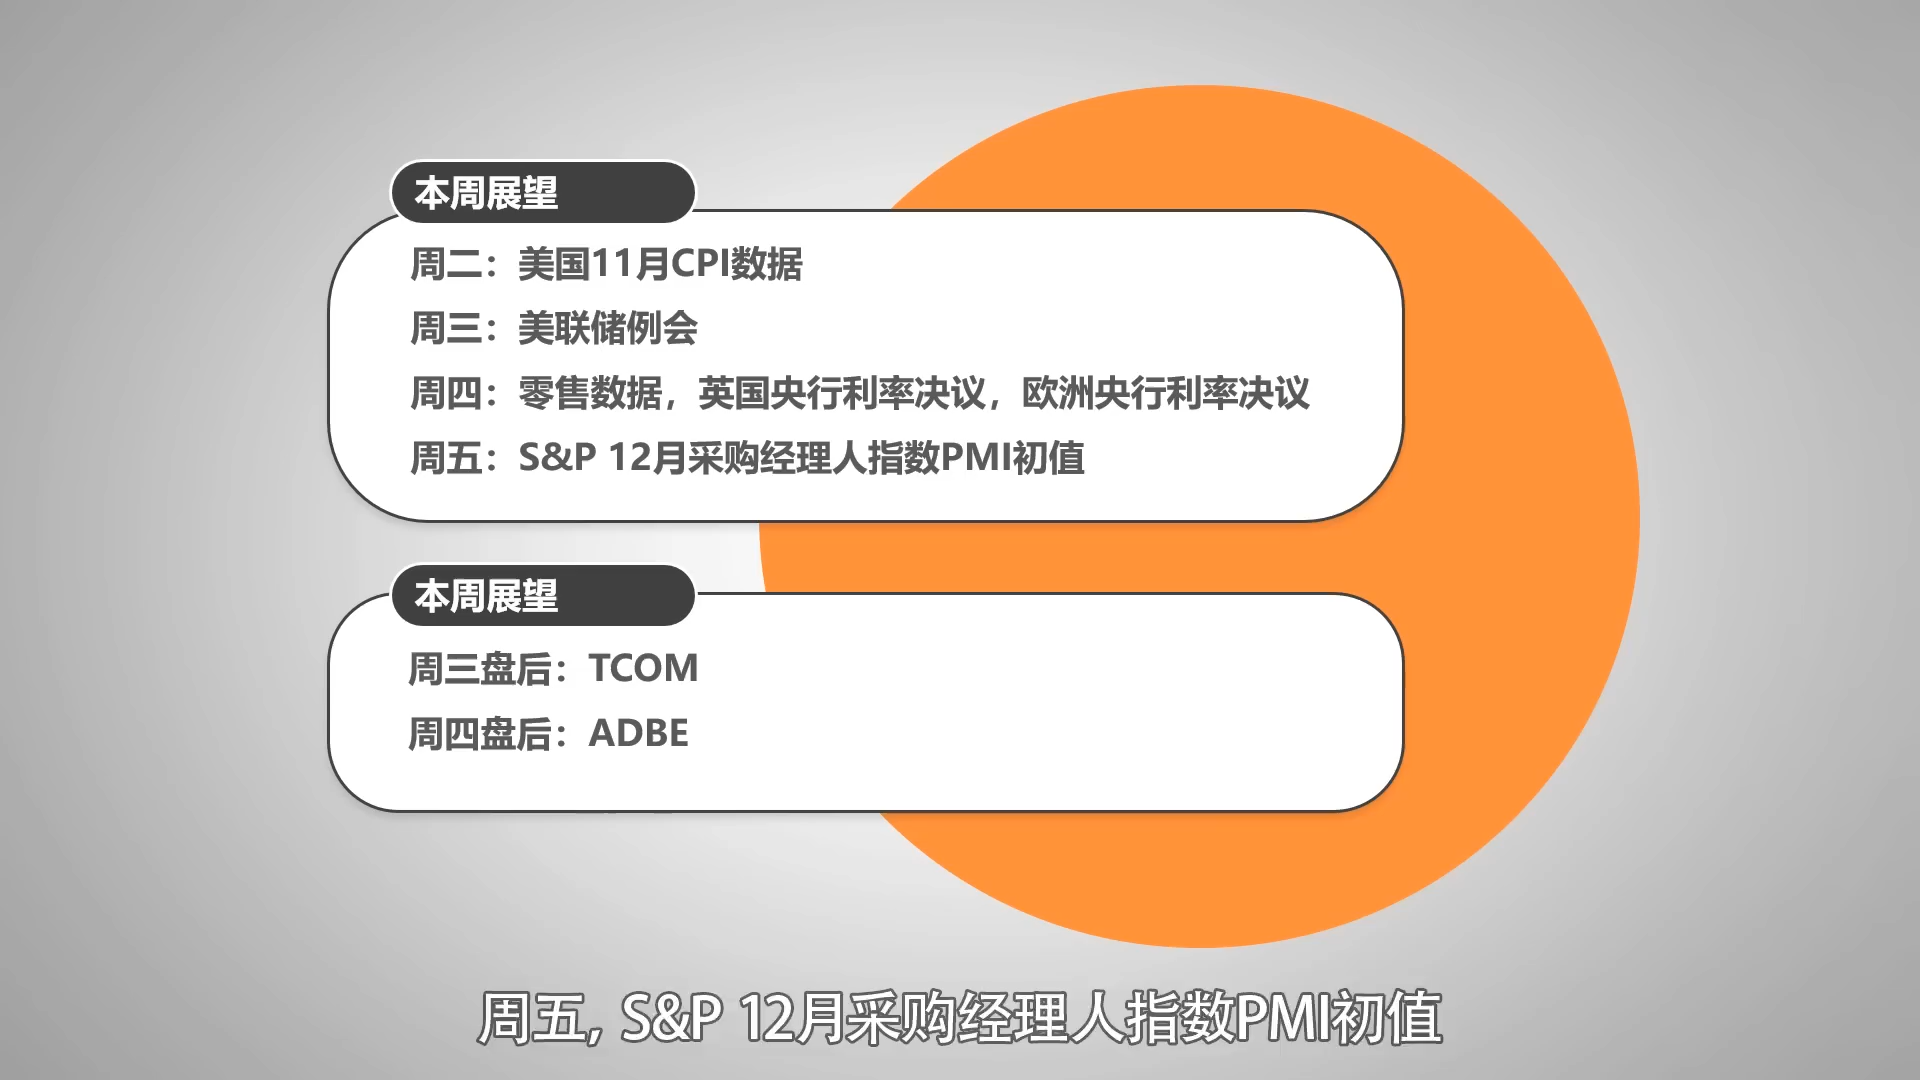 本周展望
周二：美国11月CPI数据
周三：美联储例会
周四：零售数据，英国央行利率决议，欧洲央行利率决议
周五：S&P 12月采购经理人指数PMI初值
本周展望
周三盘后：TCOM
周四盘后：ADBE
周五, S&P 12月采购经理人指数PMI初值